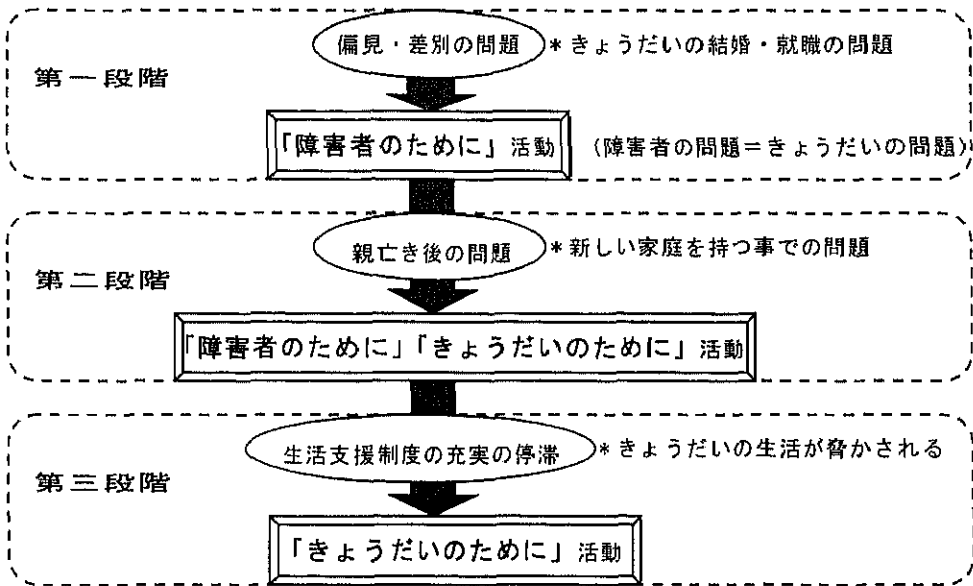 偏見・差別の問題 *きょうだいの結婚・就職の問題
第一段階
「障害者のために」活動 (障害者の問題=きょうだいの問題)
親亡き後の問題 *新しい家庭を持つ事での問題
第二段階
「障害者のために」「きょうだいのために」活動
生活支援制度の充実の停滞 *きょうだいの生活が脅かされる
第三段階
「きょうだいのために」活動